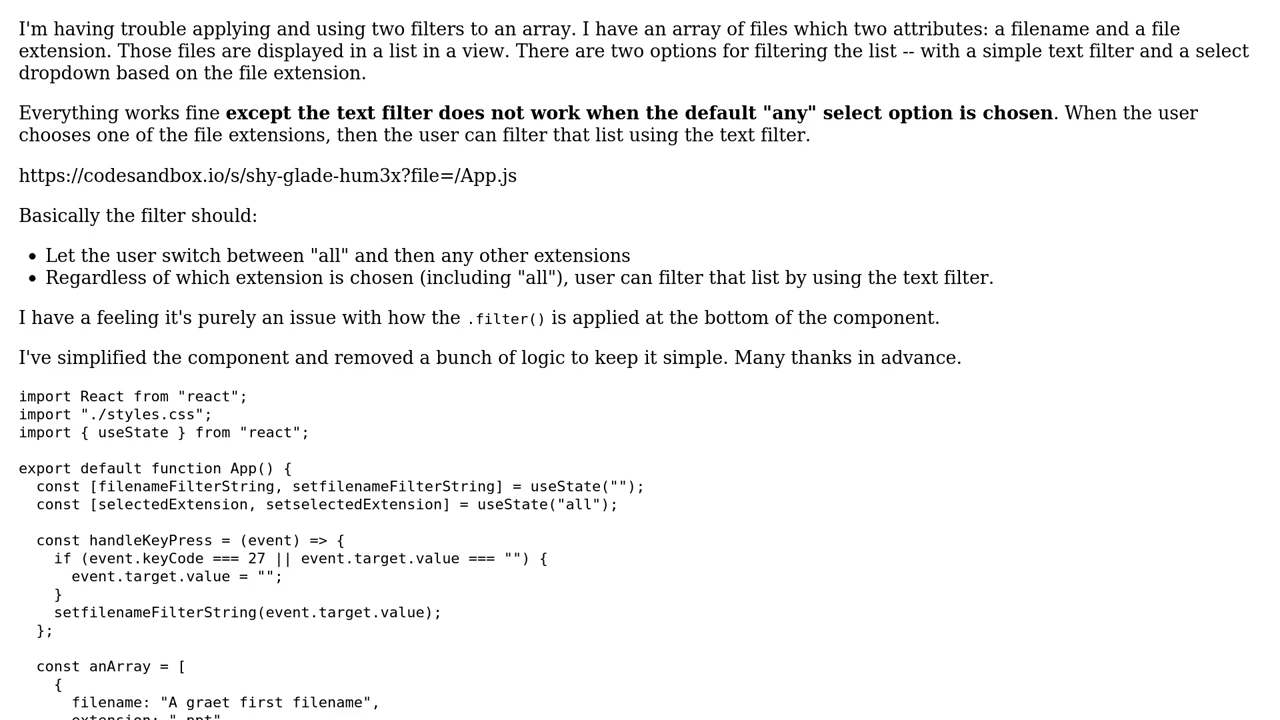 I'm having trouble applying and using two filters to an array. I have an array of files which two attributes: a filename and a file
extension. Those files are displayed in a list in a view. There are two options for filtering the list -- with a simple text filter and a select
dropdown based on the file extension.
Everything works fine except the text filter does not work when the default "any" select option is chosen. When the user
chooses one of the file extensions, then the user can filter that list using the text filter.
https://codesandbox.io/s/shy-glade-hum3x?file=/App.js
Basically the filter should:
• Let the user switch between "all" and then any other extensions
• Regardless of which extension is chosen (including "all"), user can filter that list by using the text filter.
I have a feeling it's purely an issue with how the .filter() is applied at the bottom of the component.
I've simplified the component and removed a bunch of logic to keep it simple. Many thanks in advance.
import React from "react";
import "./styles.css";
import { useState } from "react";
export default function App() {
  const [filenameFilterString, setfilenameFilterString] = useState("");
  const [selectedExtension, setselectedExtension] = useState("all");
  const handleKeyPress = (event) => {
    if (event.keyCode === 27 || event.target.value === "") {
      event.target.value = "";
    }
    setfilenameFilterString(event.target.value);
  };
  const anArray = [
    {
      filename: "A graet first filename",
      extension: ".ppt"